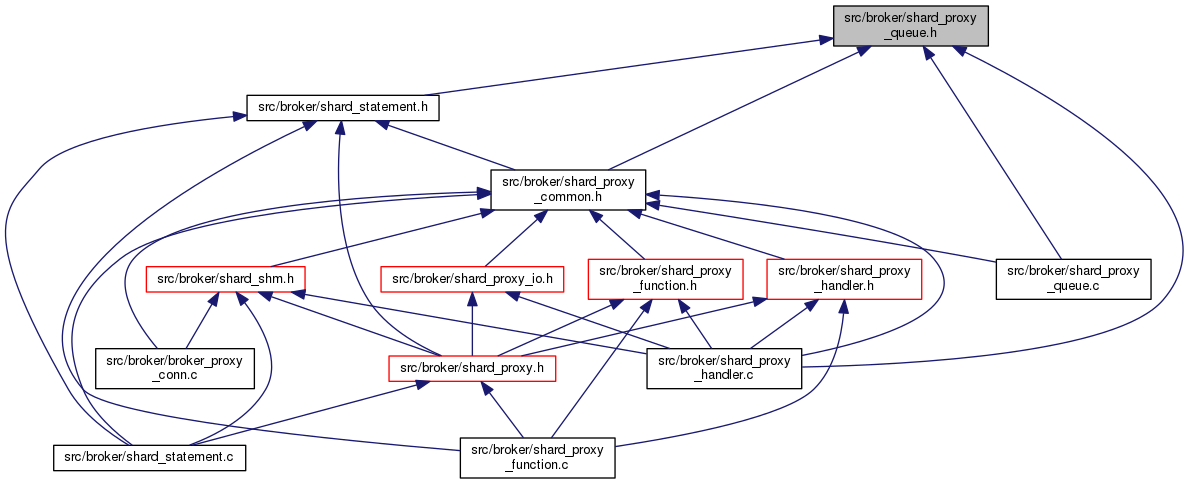 src/broker/shard_proxy
_queue.h
src/broker/shard_statement.h
src/broker/shard_proxy
_common.h
src/broker/shard_shm.h
src/broker/shard_proxy_io.h
src/broker/shard_proxy
_function.h
src/broker/shard_proxy
_handler.h
src/broker/shard_proxy
_queue.c
src/broker/broker_proxy
_conn.c
src/broker/shard_proxy.h
src/broker/shard_proxy
_handler.c
src/broker/shard_statement.c
src/broker/shard_proxy
_function.c